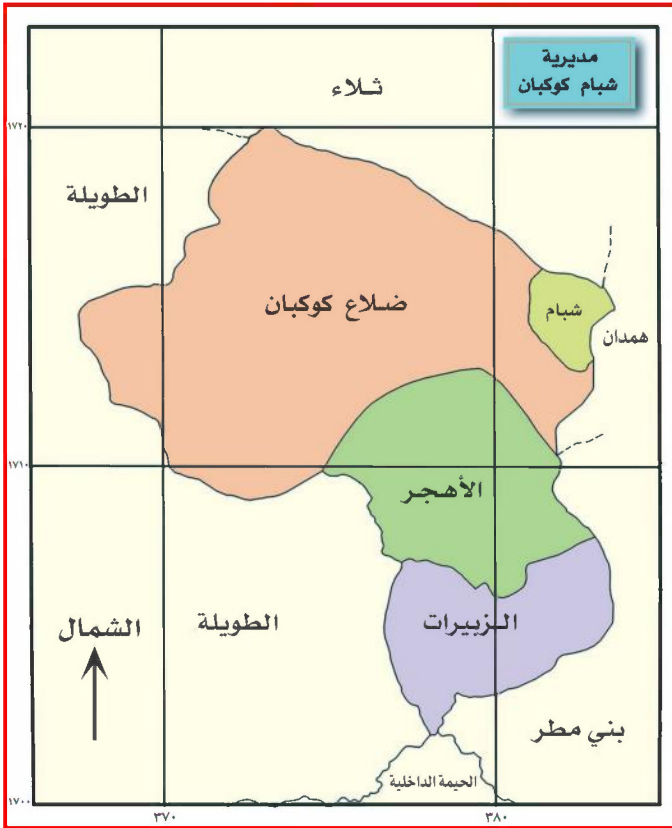 مديرية
شبام كوكبان
ثلاء
١٧٢٠
الطويلة
ضلاع كوكبان
شبام
همدان
١٧١٠
الأهجر
الشمال
الطويلة
الزبيرات
بني مطر
الحيمة الداخلية
١٧٠٠
٣٧٠
٣٨٠